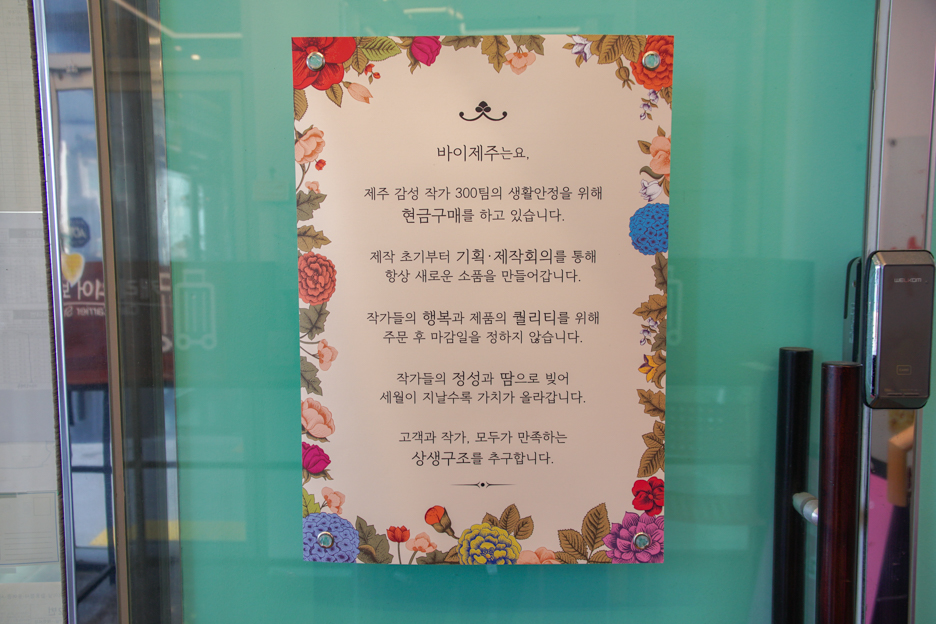 바이제주는요,
제주 감성 작가 300팀의 생활안정을 위해
현금구매를 하고 있습니다.
제작 초기부터 기획·제작회의를 통해
항상 새로운 소품을 만들어갑니다.
작가들의 행복과 제품의 퀄리티를 위해
주문 후 마감일을 정하지 않습니다.
작가들의 정성과 땀으로 빚어
세월이 지날수록 가치가 올라갑니다.
고객과 작가, 모두가 만족하는
상생구조를 추구합니다.